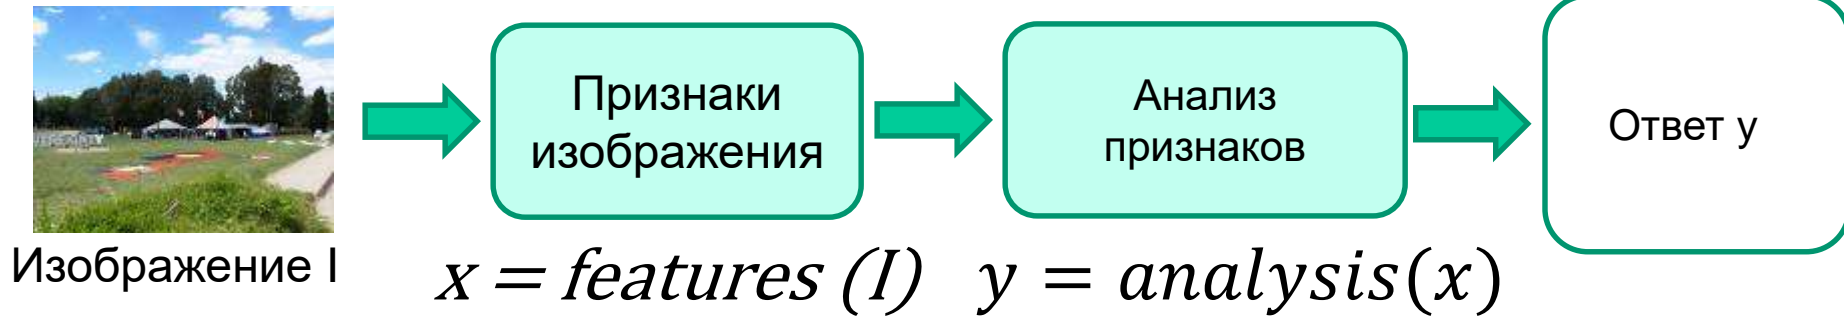 Признаки
изображения
Анализ
признаков
Ответ y
Изображение I
x = features (I)
y = analysis(x)